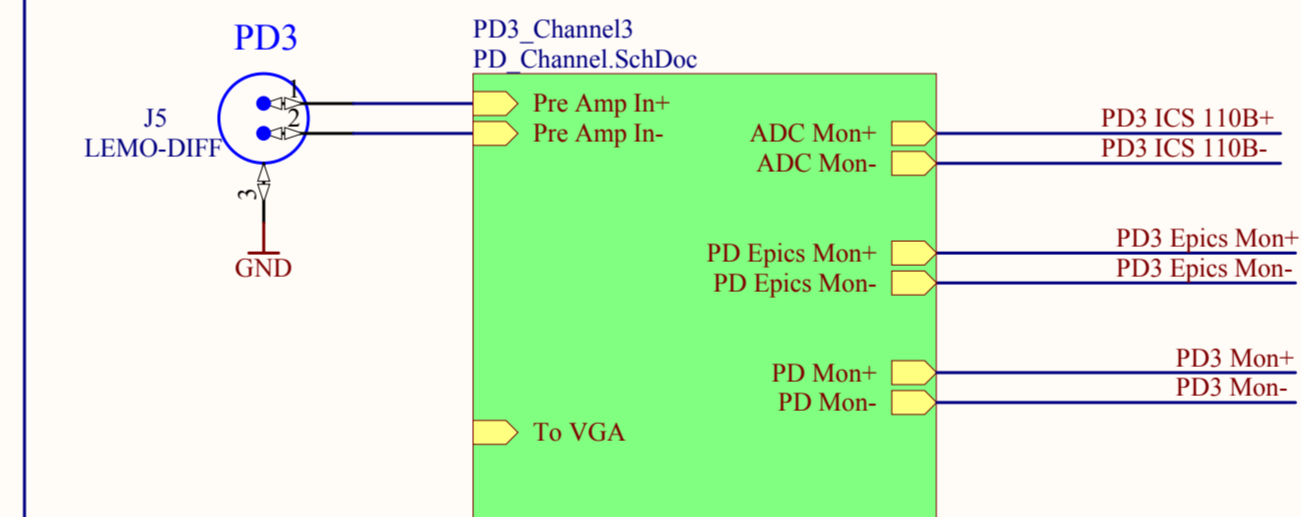 PD3
J5
LEMO-DIFF
1
2
3
GND
PD3_Channel3
PD_Channel.SchDoc
Pre Amp In+
Pre Amp In-
To VGA
ADC Mon+
ADC Mon-
PD Epics Mon+
PD Epics Mon-
PD Mon+
PD Mon-
PD3 ICS 110B+
PD3 ICS 110B-
PD3 Epics Mon+
PD3 Epics Mon-
PD3 Mon+
PD3 Mon-